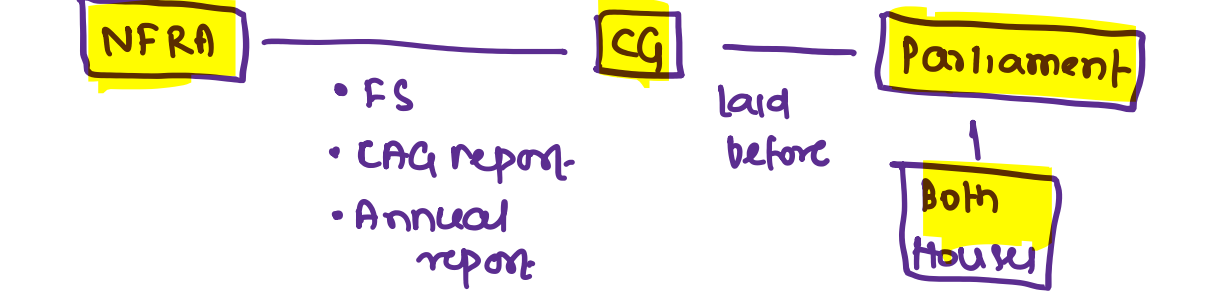 NFRA
CG
Parliament
• FS
• CAG report
• Annual
report
laid
before
Both
Houses